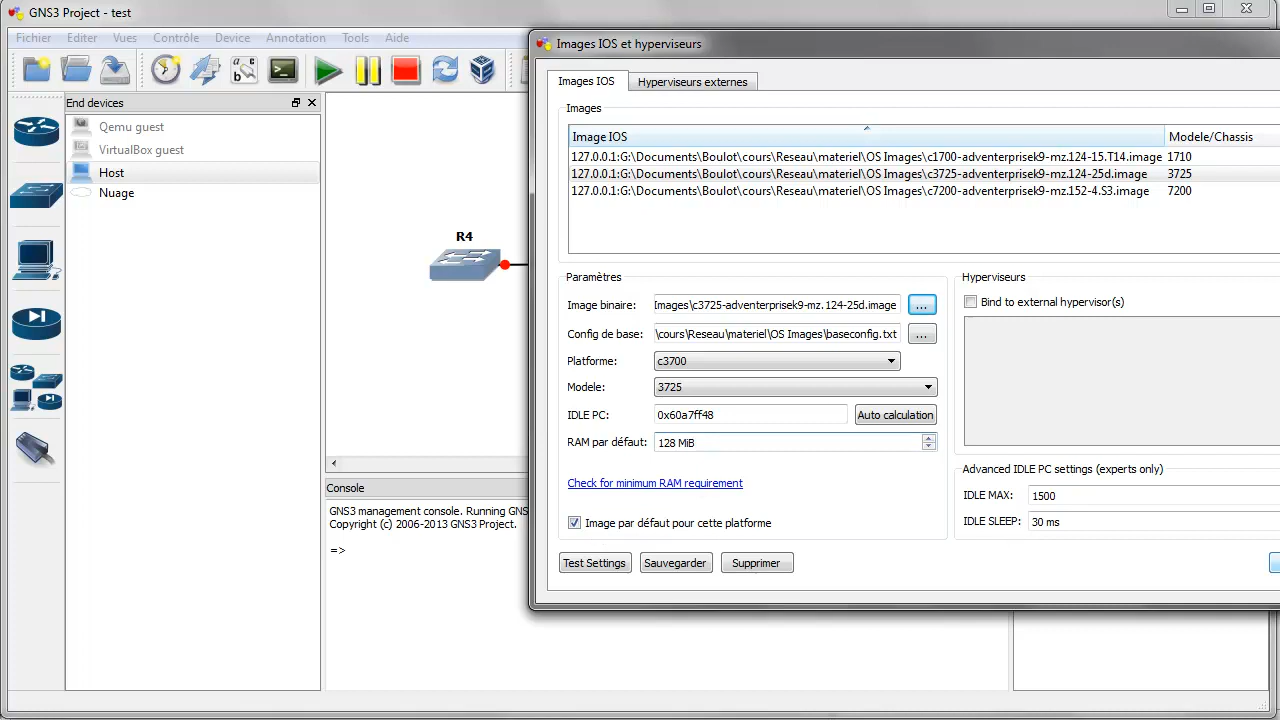 GNS3 Project - test
Fichier Editer Vues Contrôle Device Annotation Tools Aide
End devices
Qemu guest
VirtualBox guest
Host
Nuage
R4
Console
GNS3 management console. Running GNS
Copyright (c) 2006-2013 GNS3 Project.
=>
Images IOS et hyperviseurs
Images IOS Hyperviseurs externes
Images
Image IOS Modele/Chassis
127.0.0.1:G:\Documents\Boulot\cours\Reseau\materiel\OS Images\c1700-adventerprisek9-mz.124-15.T14.image 1710
127.0.0.1:G:\Documents\Boulot\cours\Reseau\materiel\OS Images\c3725-adventerprisek9-mz.124-25d.image 3725
127.0.0.1:G:\Documents\Boulot\cours\Reseau\materiel\OS Images\c7200-adventerprisek9-mz.152-4.S3.image 7200
Paramètres
Image binaire: Images\c3725-adventerprisek9-mz.124-25d.image ...
Config de base: \cours\Reseau\materiel\OS Images\baseconfig.txt ...
Platforme: c3700
Modele: 3725
IDLE PC: 0x60a7ff48 Auto calculation
RAM par défaut: 128 MiB
Check for minimum RAM requirement
Image par défaut pour cette platforme
Test Settings Sauvegarder Supprimer
Hyperviseurs
Bind to external hypervisor(s)
Advanced IDLE PC settings (experts only)
IDLE MAX: 1500
IDLE SLEEP: 30 ms